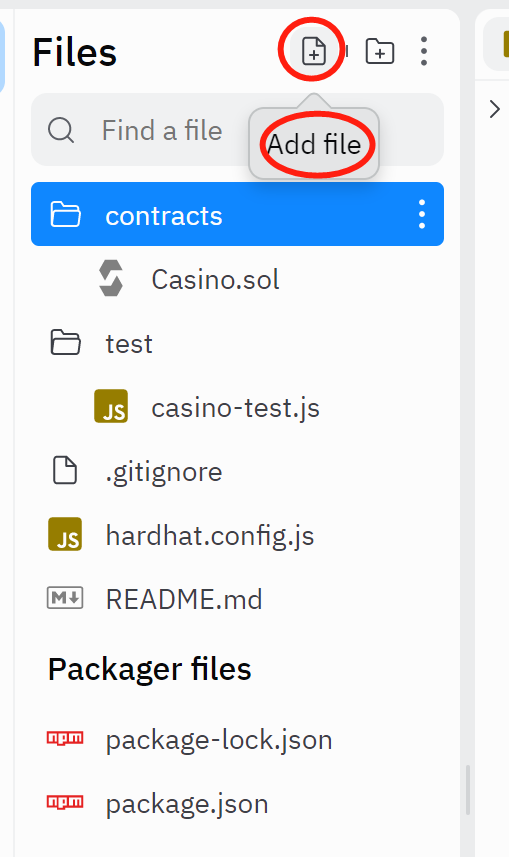 Files
Find a file
Add file
contracts
Casino.sol
test
JS casino-test.js
.gitignore
JS hardhat.config.js
M README.md
Packager files
npm package-lock.json
npm package.json